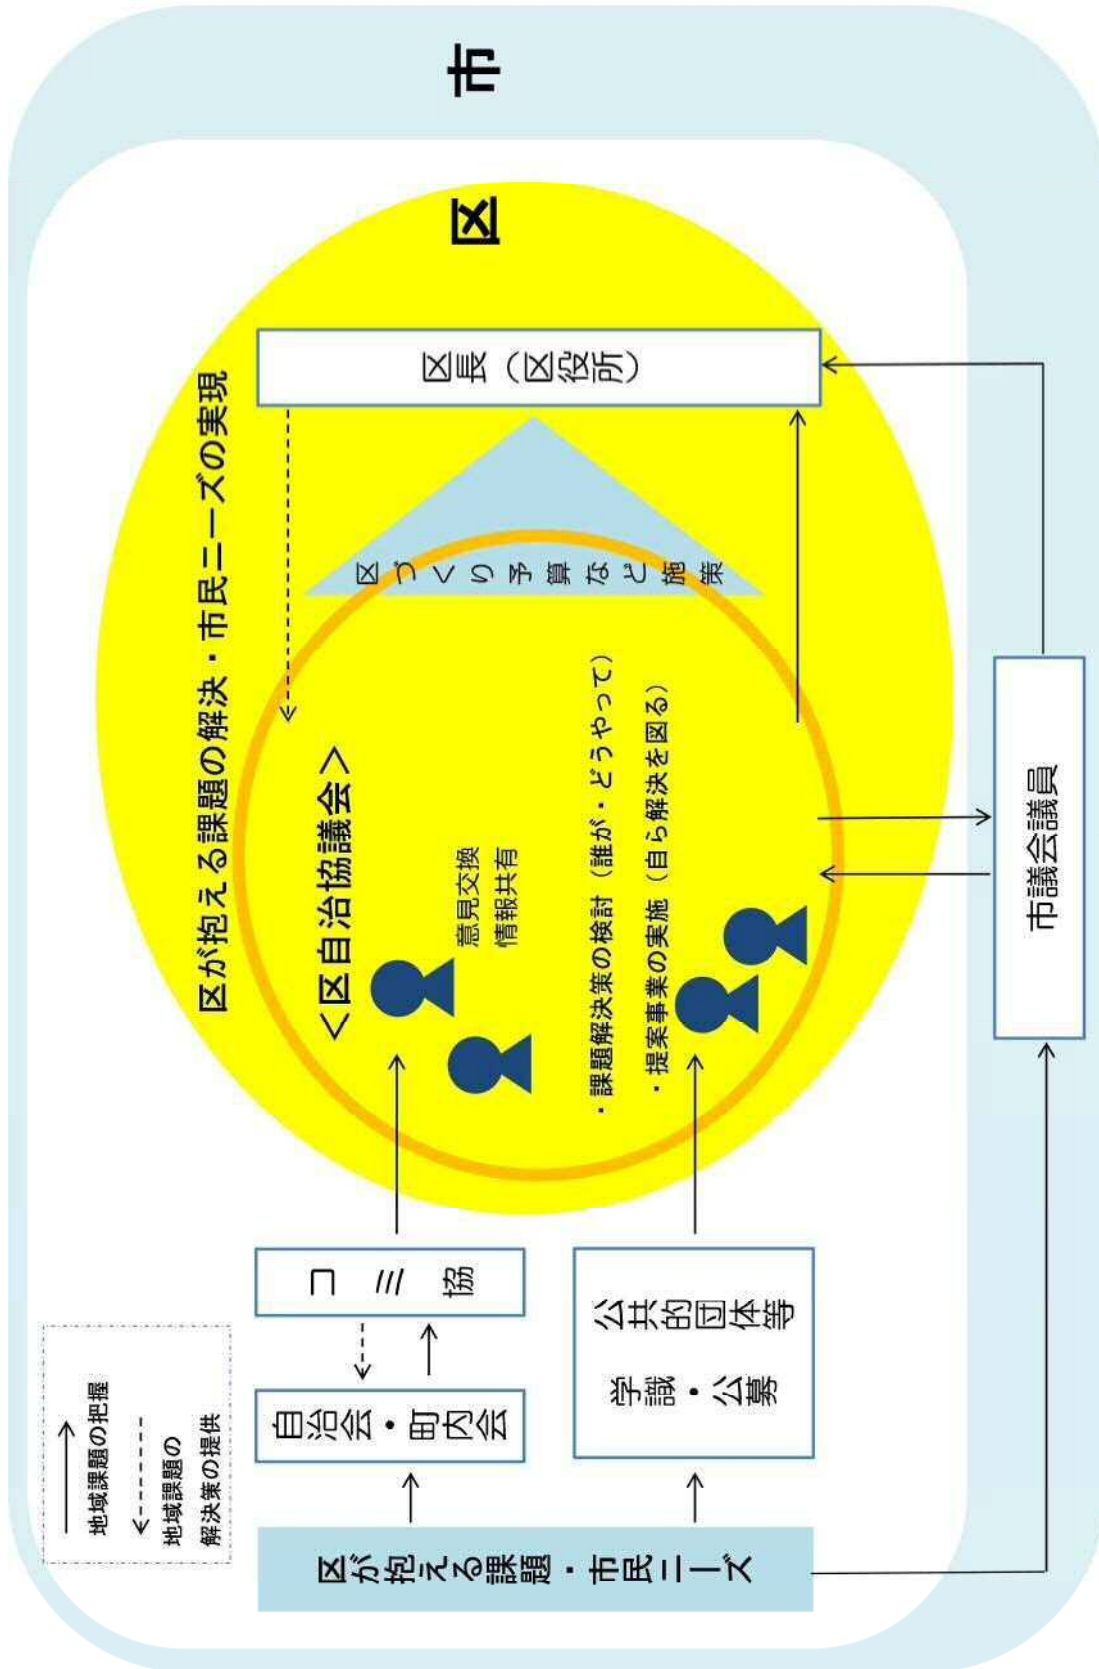 市
区
区が抱える課題の解決・市民ニーズの実現
区長（区役所）
区づくり予算など施策
＜区自治協議会＞
意見交換
情報共有
・課題解決策の検討（誰が・どうやって）
・提案事業の実施（自ら解決を図る）
コミ協
自治会・町内会
公共的団体等
学識・公募
区が抱える課題・市民ニーズ
市議会議員
地域課題の把握
地域課題の
解決策の提供